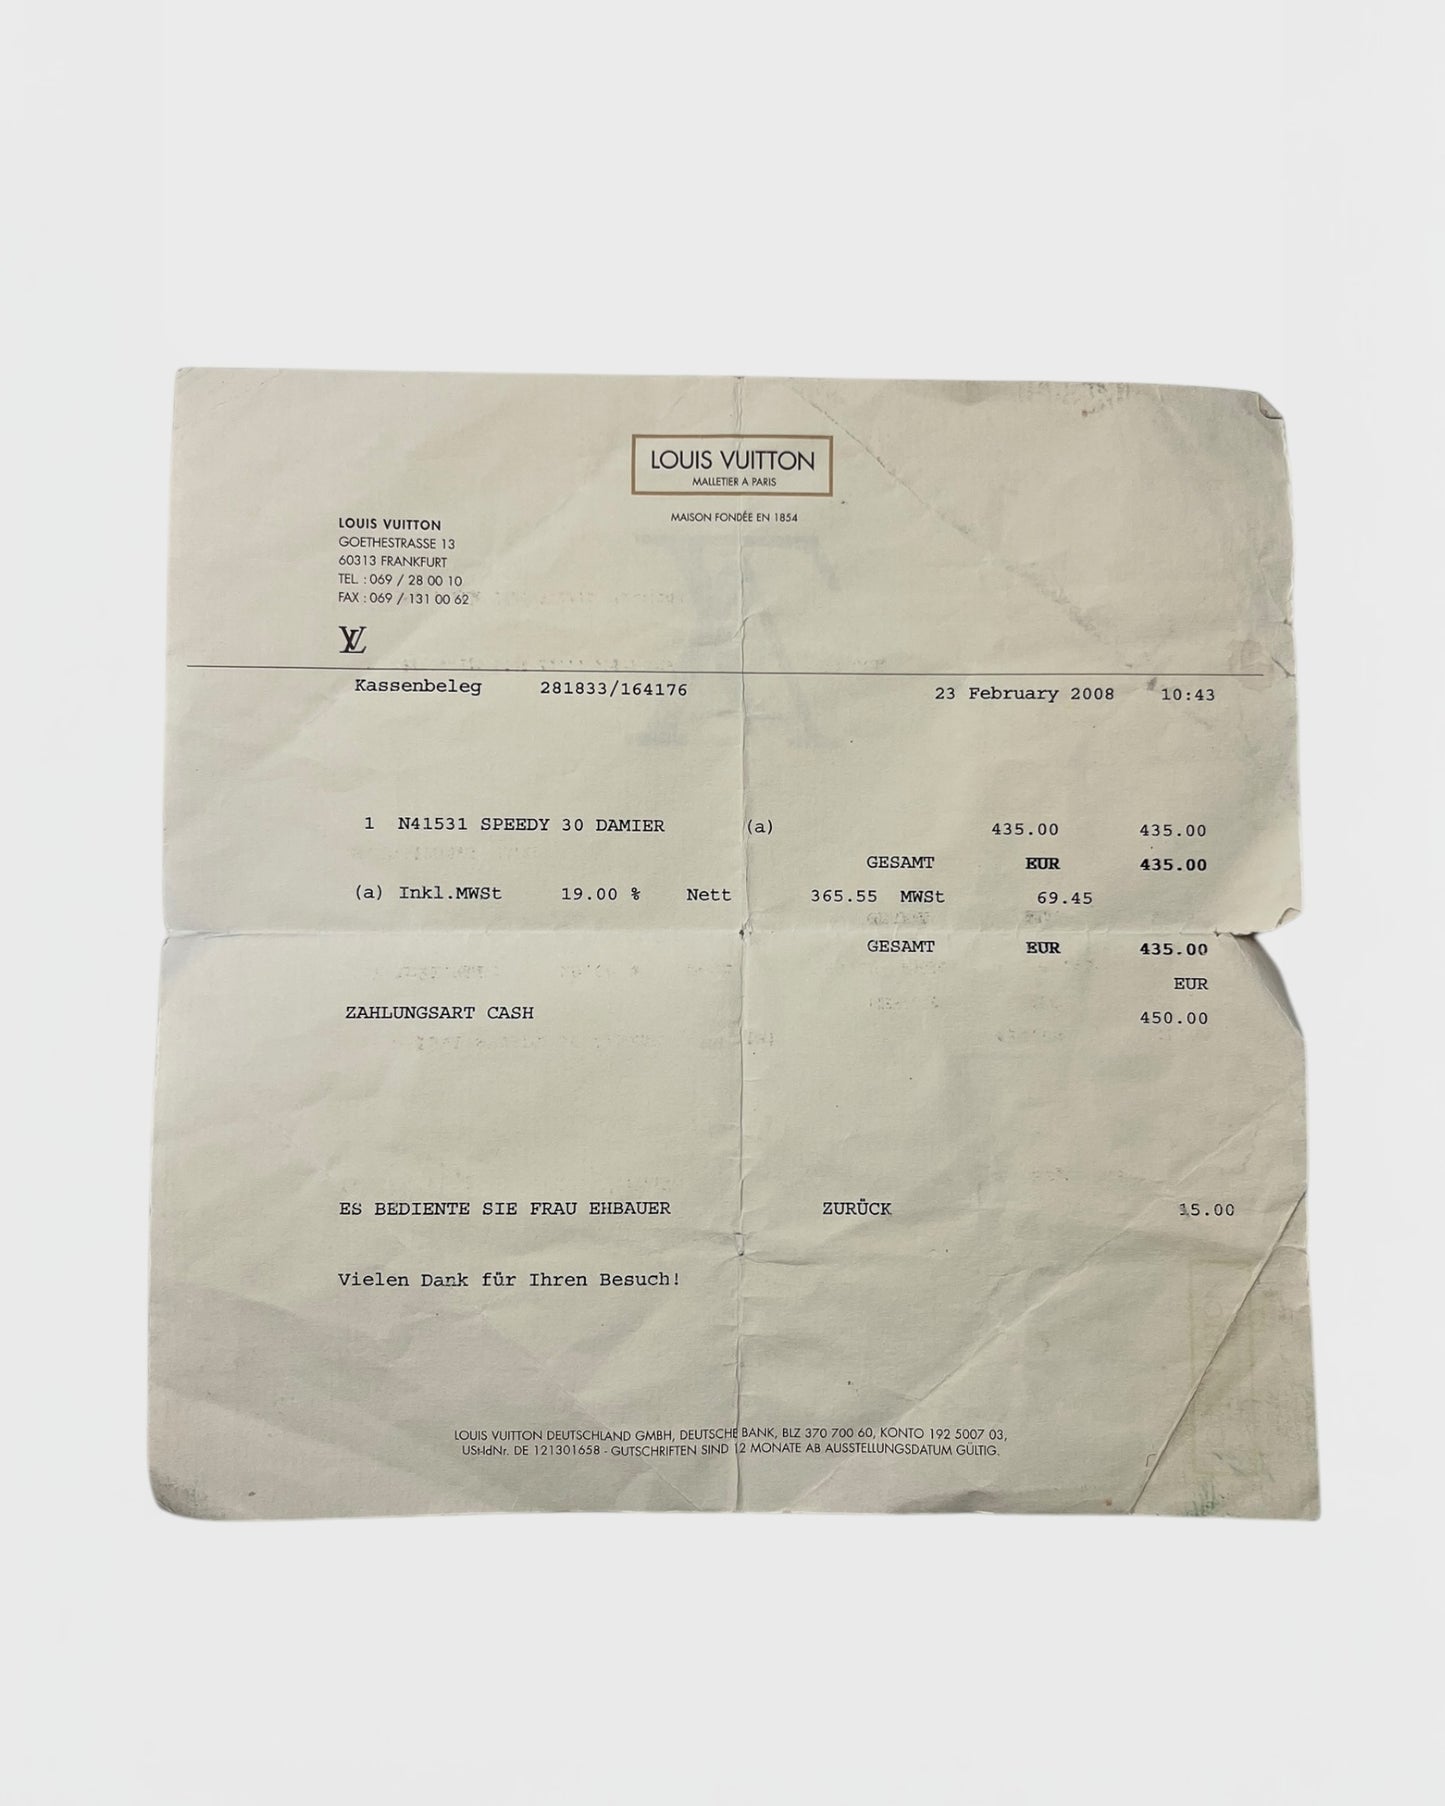 LOUIS VUITTON
MALLETIER A PARIS
MAISON FONDÉE EN 1854
LOUIS VUITTON
GOETHESTRASSE 13
60313 FRANKFURT
TEL. : 069 / 28 00 10
FAX : 069 / 131 00 62
LV
Kassenbeleg 281833/164176 23 February 2008 10:43
1 N41531 SPEEDY 30 DAMIER (a) 435.00 435.00
GESAMT EUR 435.00
(a) Inkl.MWSt 19.00 % Nett 365.55 MWSt 69.45
GESAMT EUR 435.00
EUR
ZAHLUNGSART CASH 450.00
ES BEDIENTE SIE FRAU EHBAUER ZURÜCK 15.00
Vielen Dank für Ihren Besuch!
LOUIS VUITTON DEUTSCHLAND GMBH, DEUTSCHE BANK, BLZ 370 700 60, KONTO 192 5007 03,
USt-IdNr. DE 121301658 - GUTSCHRIFTEN SIND 12 MONATE AB AUSSTELLUNGSDATUM GÜLTIG.